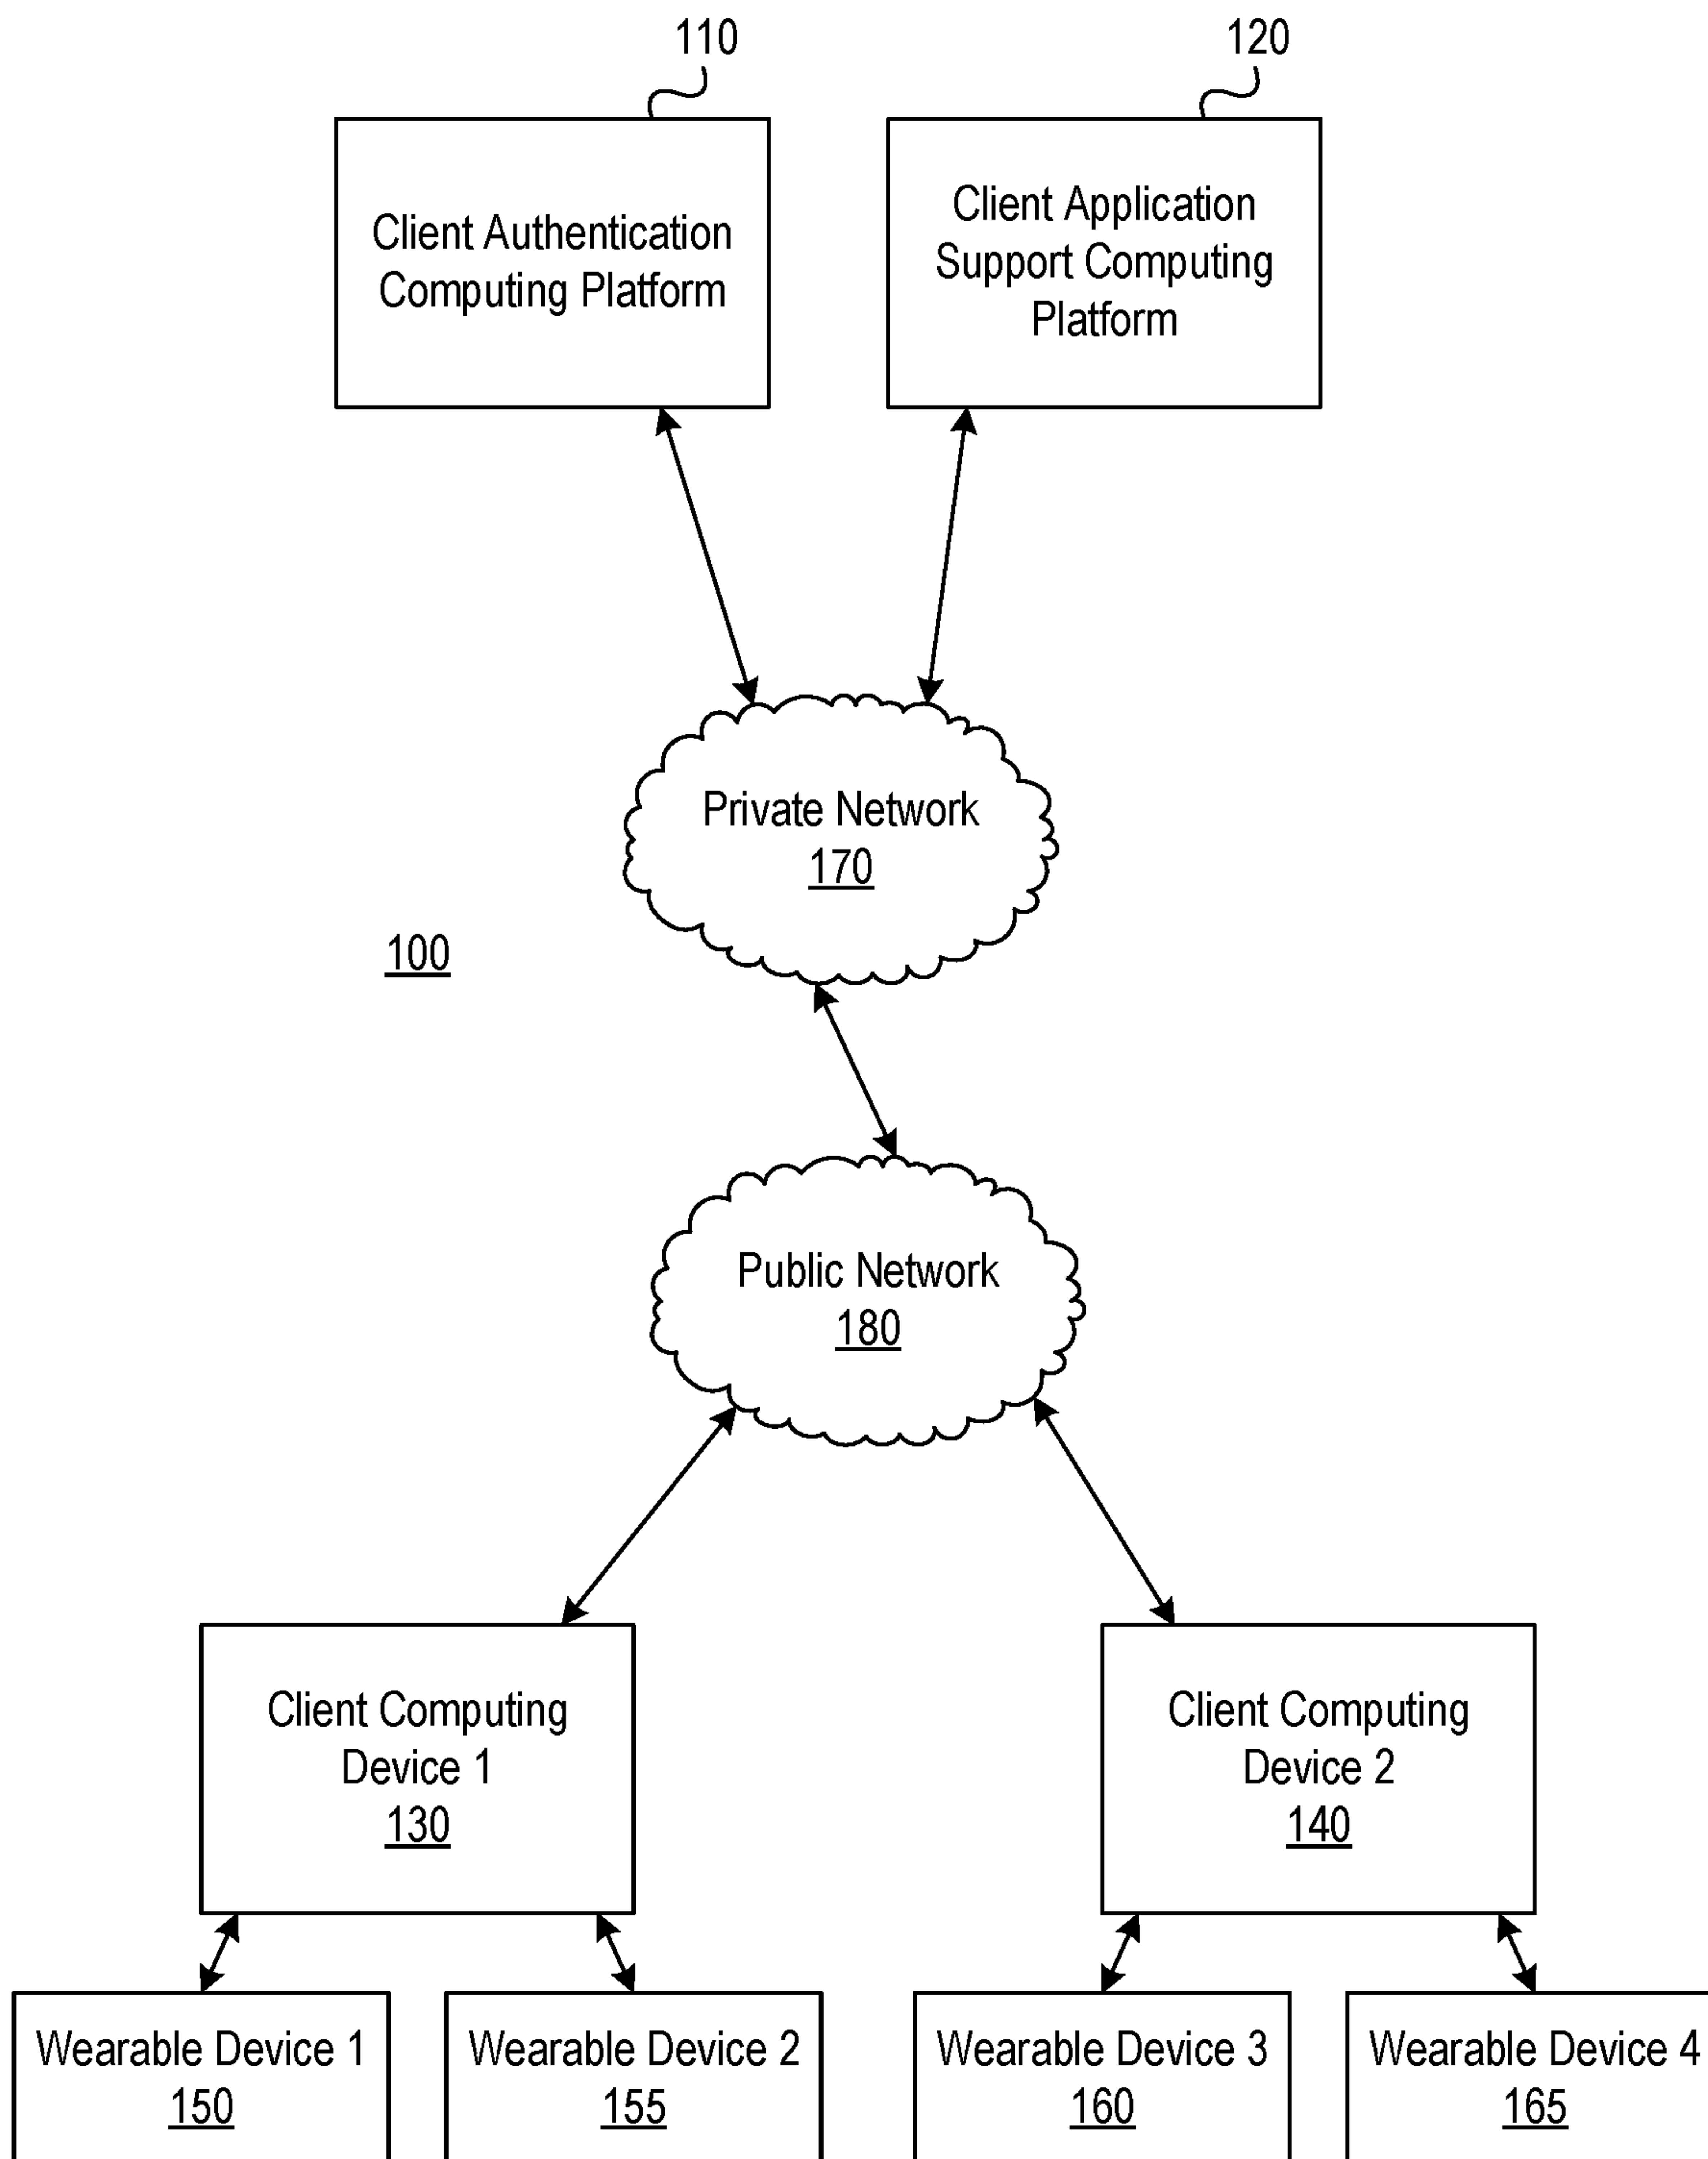 110
120
Client Authentication
Computing Platform
Client Application
Support Computing
Platform
Private Network
170
100
Public Network
180
Client Computing
Device 1
130
Client Computing
Device 2
140
Wearable Device 1
150
Wearable Device 2
155
Wearable Device 3
160
Wearable Device 4
165